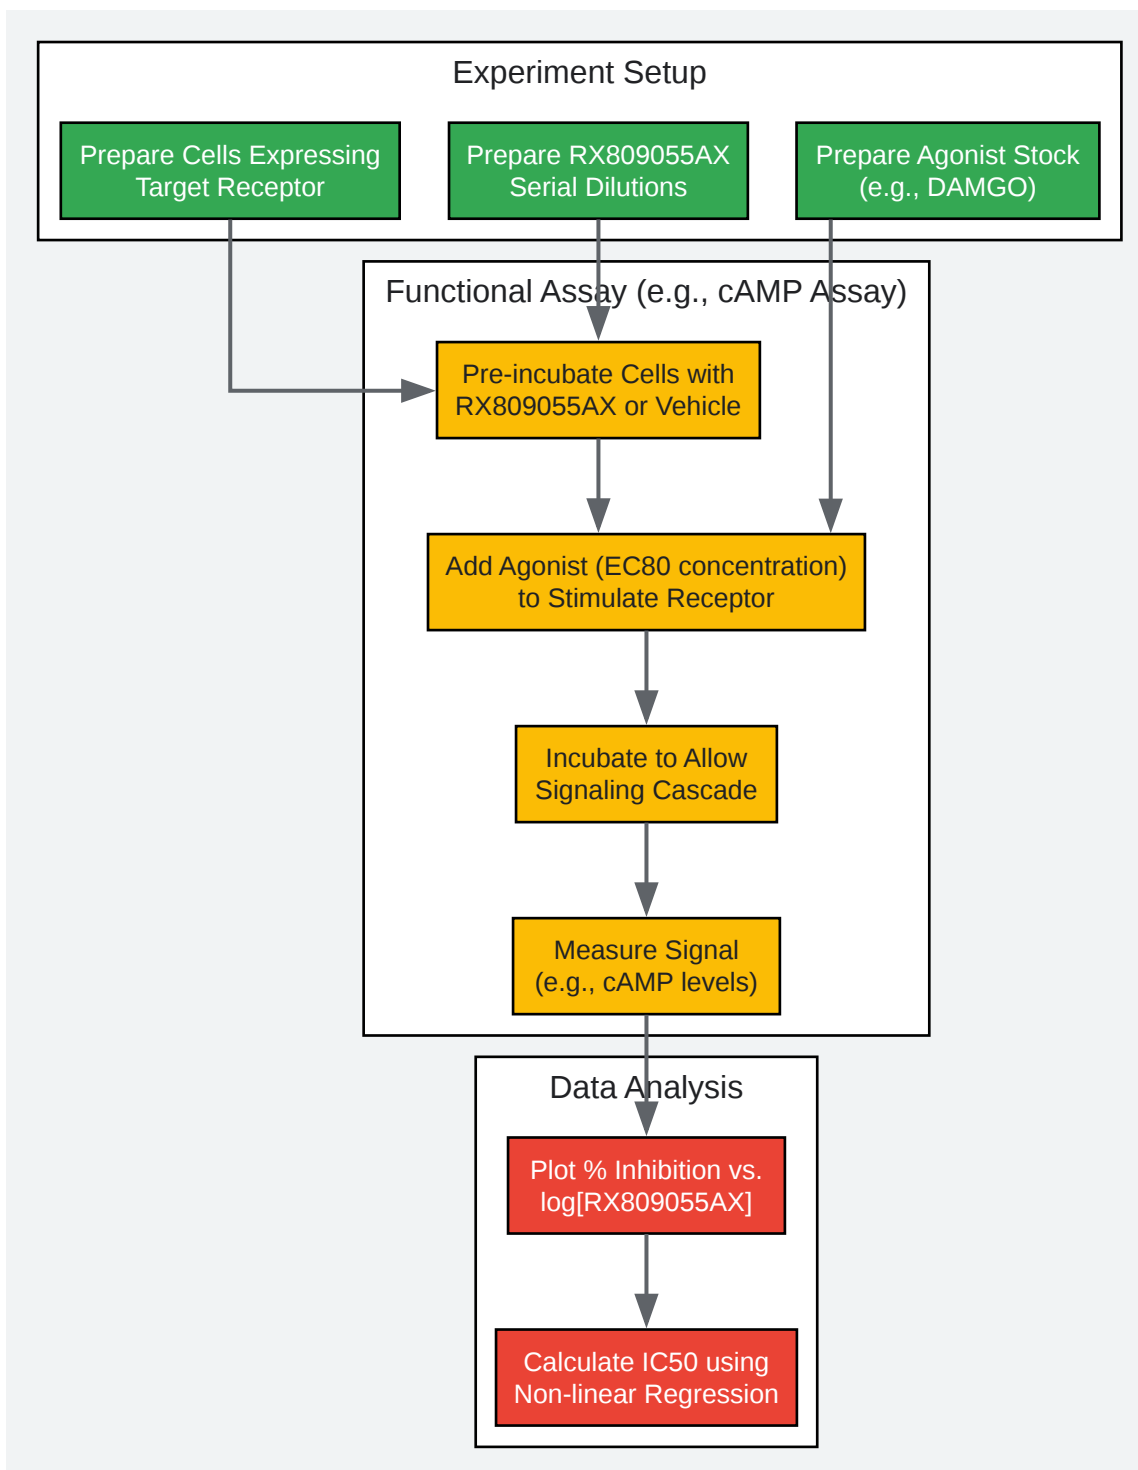 Experiment Setup
Prepare Cells Expressing
Target Receptor
Prepare RX809055AX
Serial Dilutions
Prepare Agonist Stock
(e.g., DAMGO)
Functional Assay (e.g., cAMP Assay)
Pre-incubate Cells with
RX809055AX or Vehicle
Add Agonist (EC80 concentration)
to Stimulate Receptor
Incubate to Allow
Signaling Cascade
Measure Signal
(e.g., cAMP levels)
Data Analysis
Plot % Inhibition vs.
log[RX809055AX]
Calculate IC50 using
Non-linear Regression